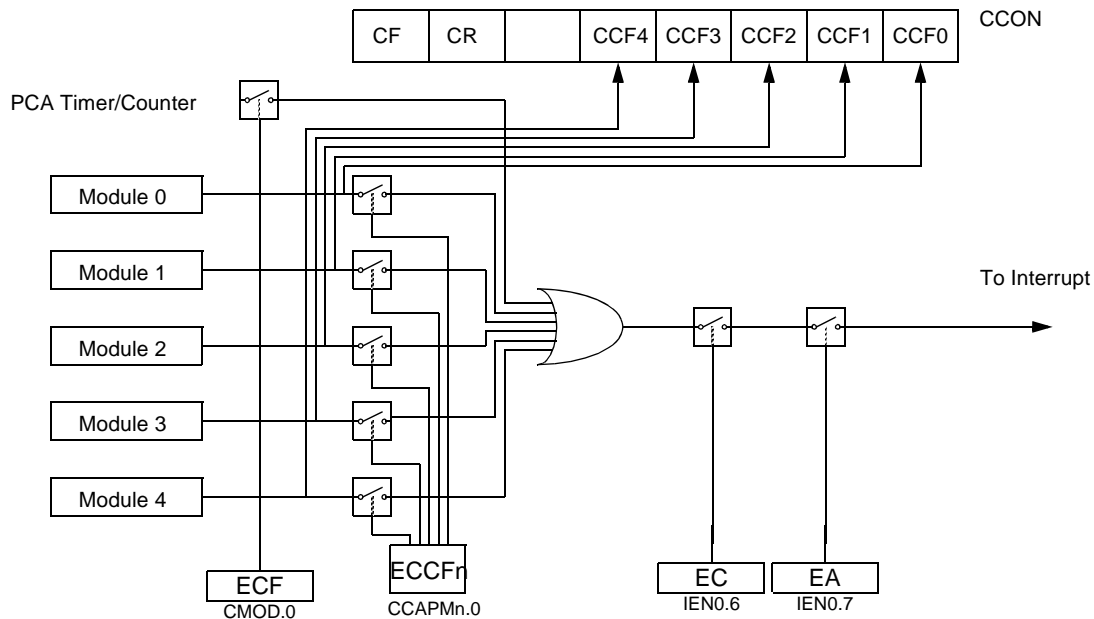 CCON
CF CR CCF4 CCF3 CCF2 CCF1 CCF0
PCA Timer/Counter
Module 0
Module 1
To Interrupt
Module 2
Module 3
Module 4
ECF
CMOD.0
ECCFn
CCAPMn.0
EC
IEN0.6
EA
IEN0.7